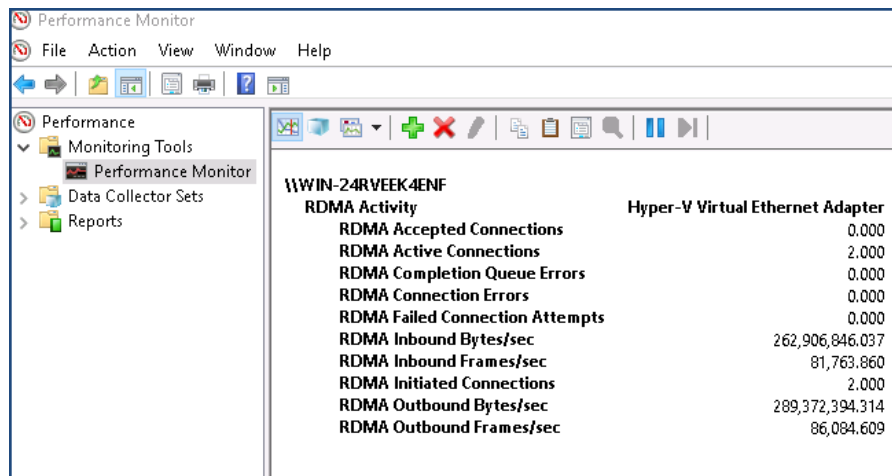 Performance Monitor
File Action View Window Help
Performance
Monitoring Tools
Performance Monitor
Data Collector Sets
Reports
\\WIN-24RVEEK4ENF
RDMA Activity Hyper-V Virtual Ethernet Adapter
RDMA Accepted Connections 0.000
RDMA Active Connections 2.000
RDMA Completion Queue Errors 0.000
RDMA Connection Errors 0.000
RDMA Failed Connection Attempts 0.000
RDMA Inbound Bytes/sec 262,906,846.037
RDMA Inbound Frames/sec 81,763.860
RDMA Initiated Connections 2.000
RDMA Outbound Bytes/sec 289,372,394.314
RDMA Outbound Frames/sec 86,084.609